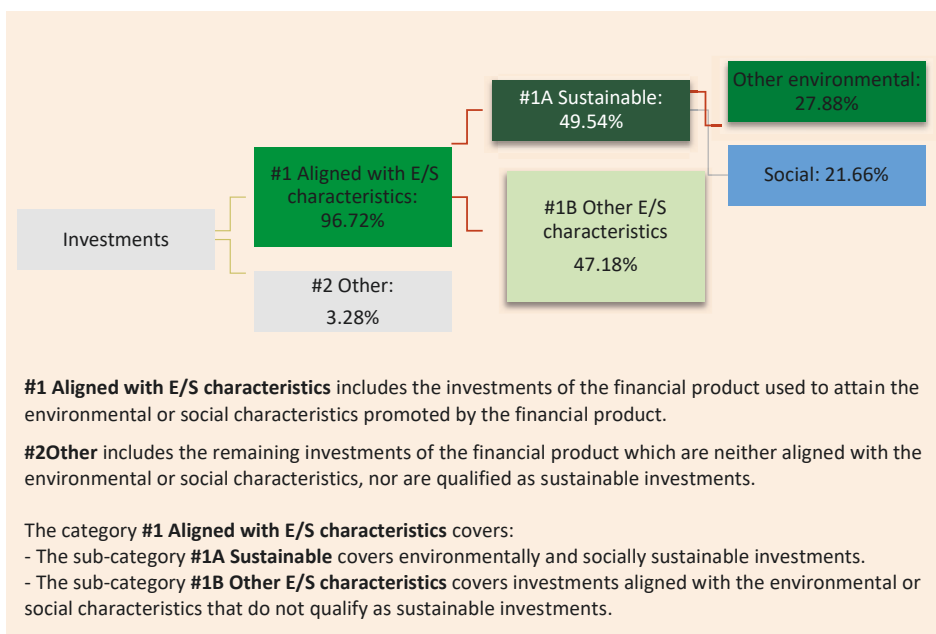 Other environmental:
27.88%
#1A Sustainable:
49.54%
#1 Aligned with E/S
characteristics:
96.72%
Social: 21.66%
#1B Other E/S
characteristics
47.18%
Investments
#2 Other:
3.28%
#1 Aligned with E/S characteristics includes the investments of the financial product used to attain the
environmental or social characteristics promoted by the financial product.
#2Other includes the remaining investments of the financial product which are neither aligned with the
environmental or social characteristics, nor are qualified as sustainable investments.
The category #1 Aligned with E/S characteristics covers:
- The sub-category #1A Sustainable covers environmentally and socially sustainable investments.
- The sub-category #1B Other E/S characteristics covers investments aligned with the environmental or
social characteristics that do not qualify as sustainable investments.